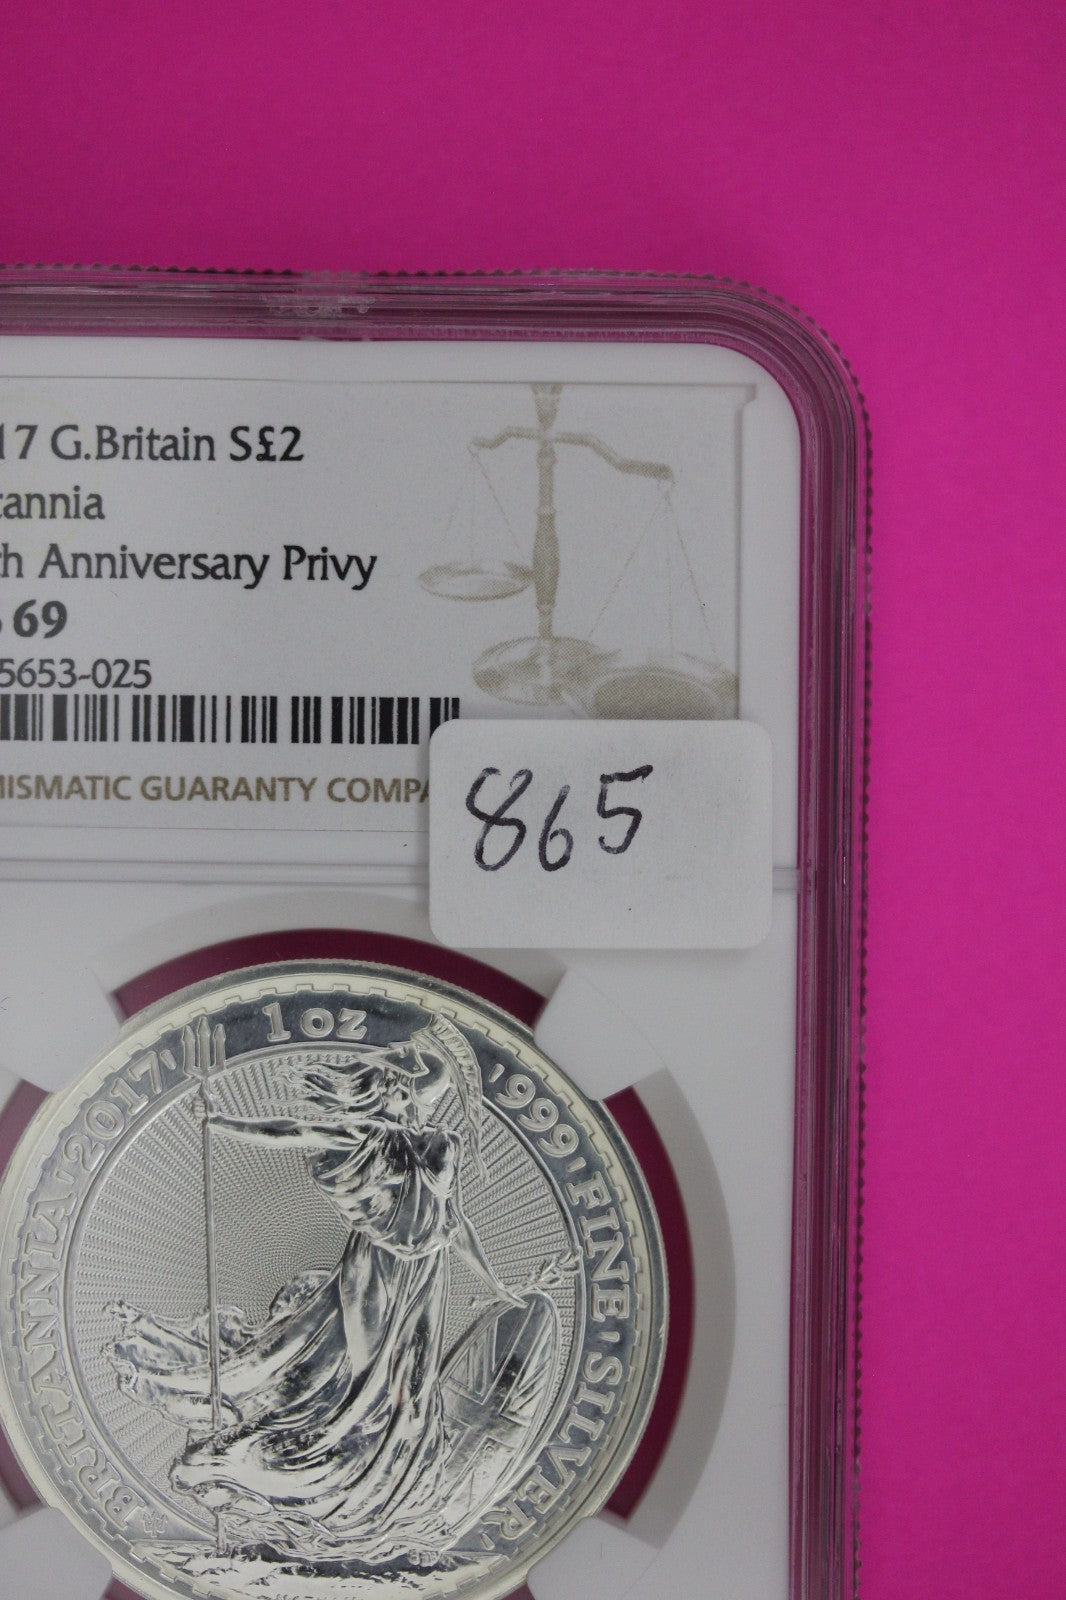 17 G.Britain S£2
tannia
th Anniversary Privy
69
5653-025
MISMATIC GUARANTY COMPA
865
1 oz
BRITANNIA · 2017 · 999 · FINE · SILVER ·